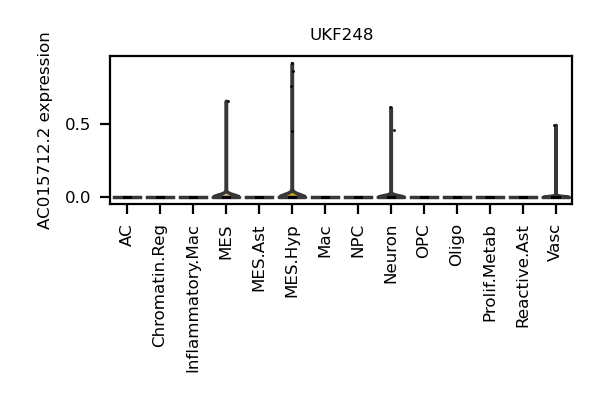 UKF248
AC015712.2 expression
0.5
0.0
AC
Chromatin.Reg
Inflammatory.Mac
MES
MES.Ast
MES.Hyp
Mac
NPC
Neuron
OPC
Oligo
Prolif.Metab
Reactive.Ast
Vasc